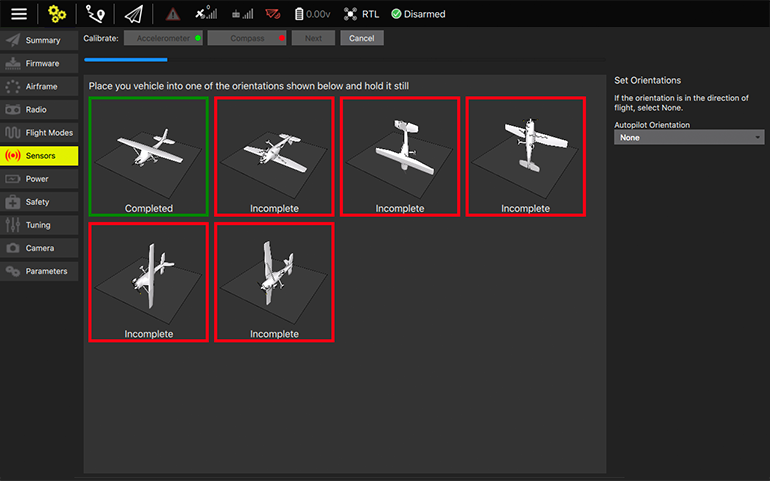 0.00v RTL Disarmed
Calibrate: Accelerometer Compass Next Cancel
Summary
Firmware
Airframe
Radio
Flight Modes
Sensors
Power
Safety
Tuning
Camera
Parameters
Place you vehicle into one of the orientations shown below and hold it still
Completed Incomplete Incomplete Incomplete
Incomplete Incomplete
Set Orientations
If the orientation is in the direction of
flight, select None.
Autopilot Orientation
None